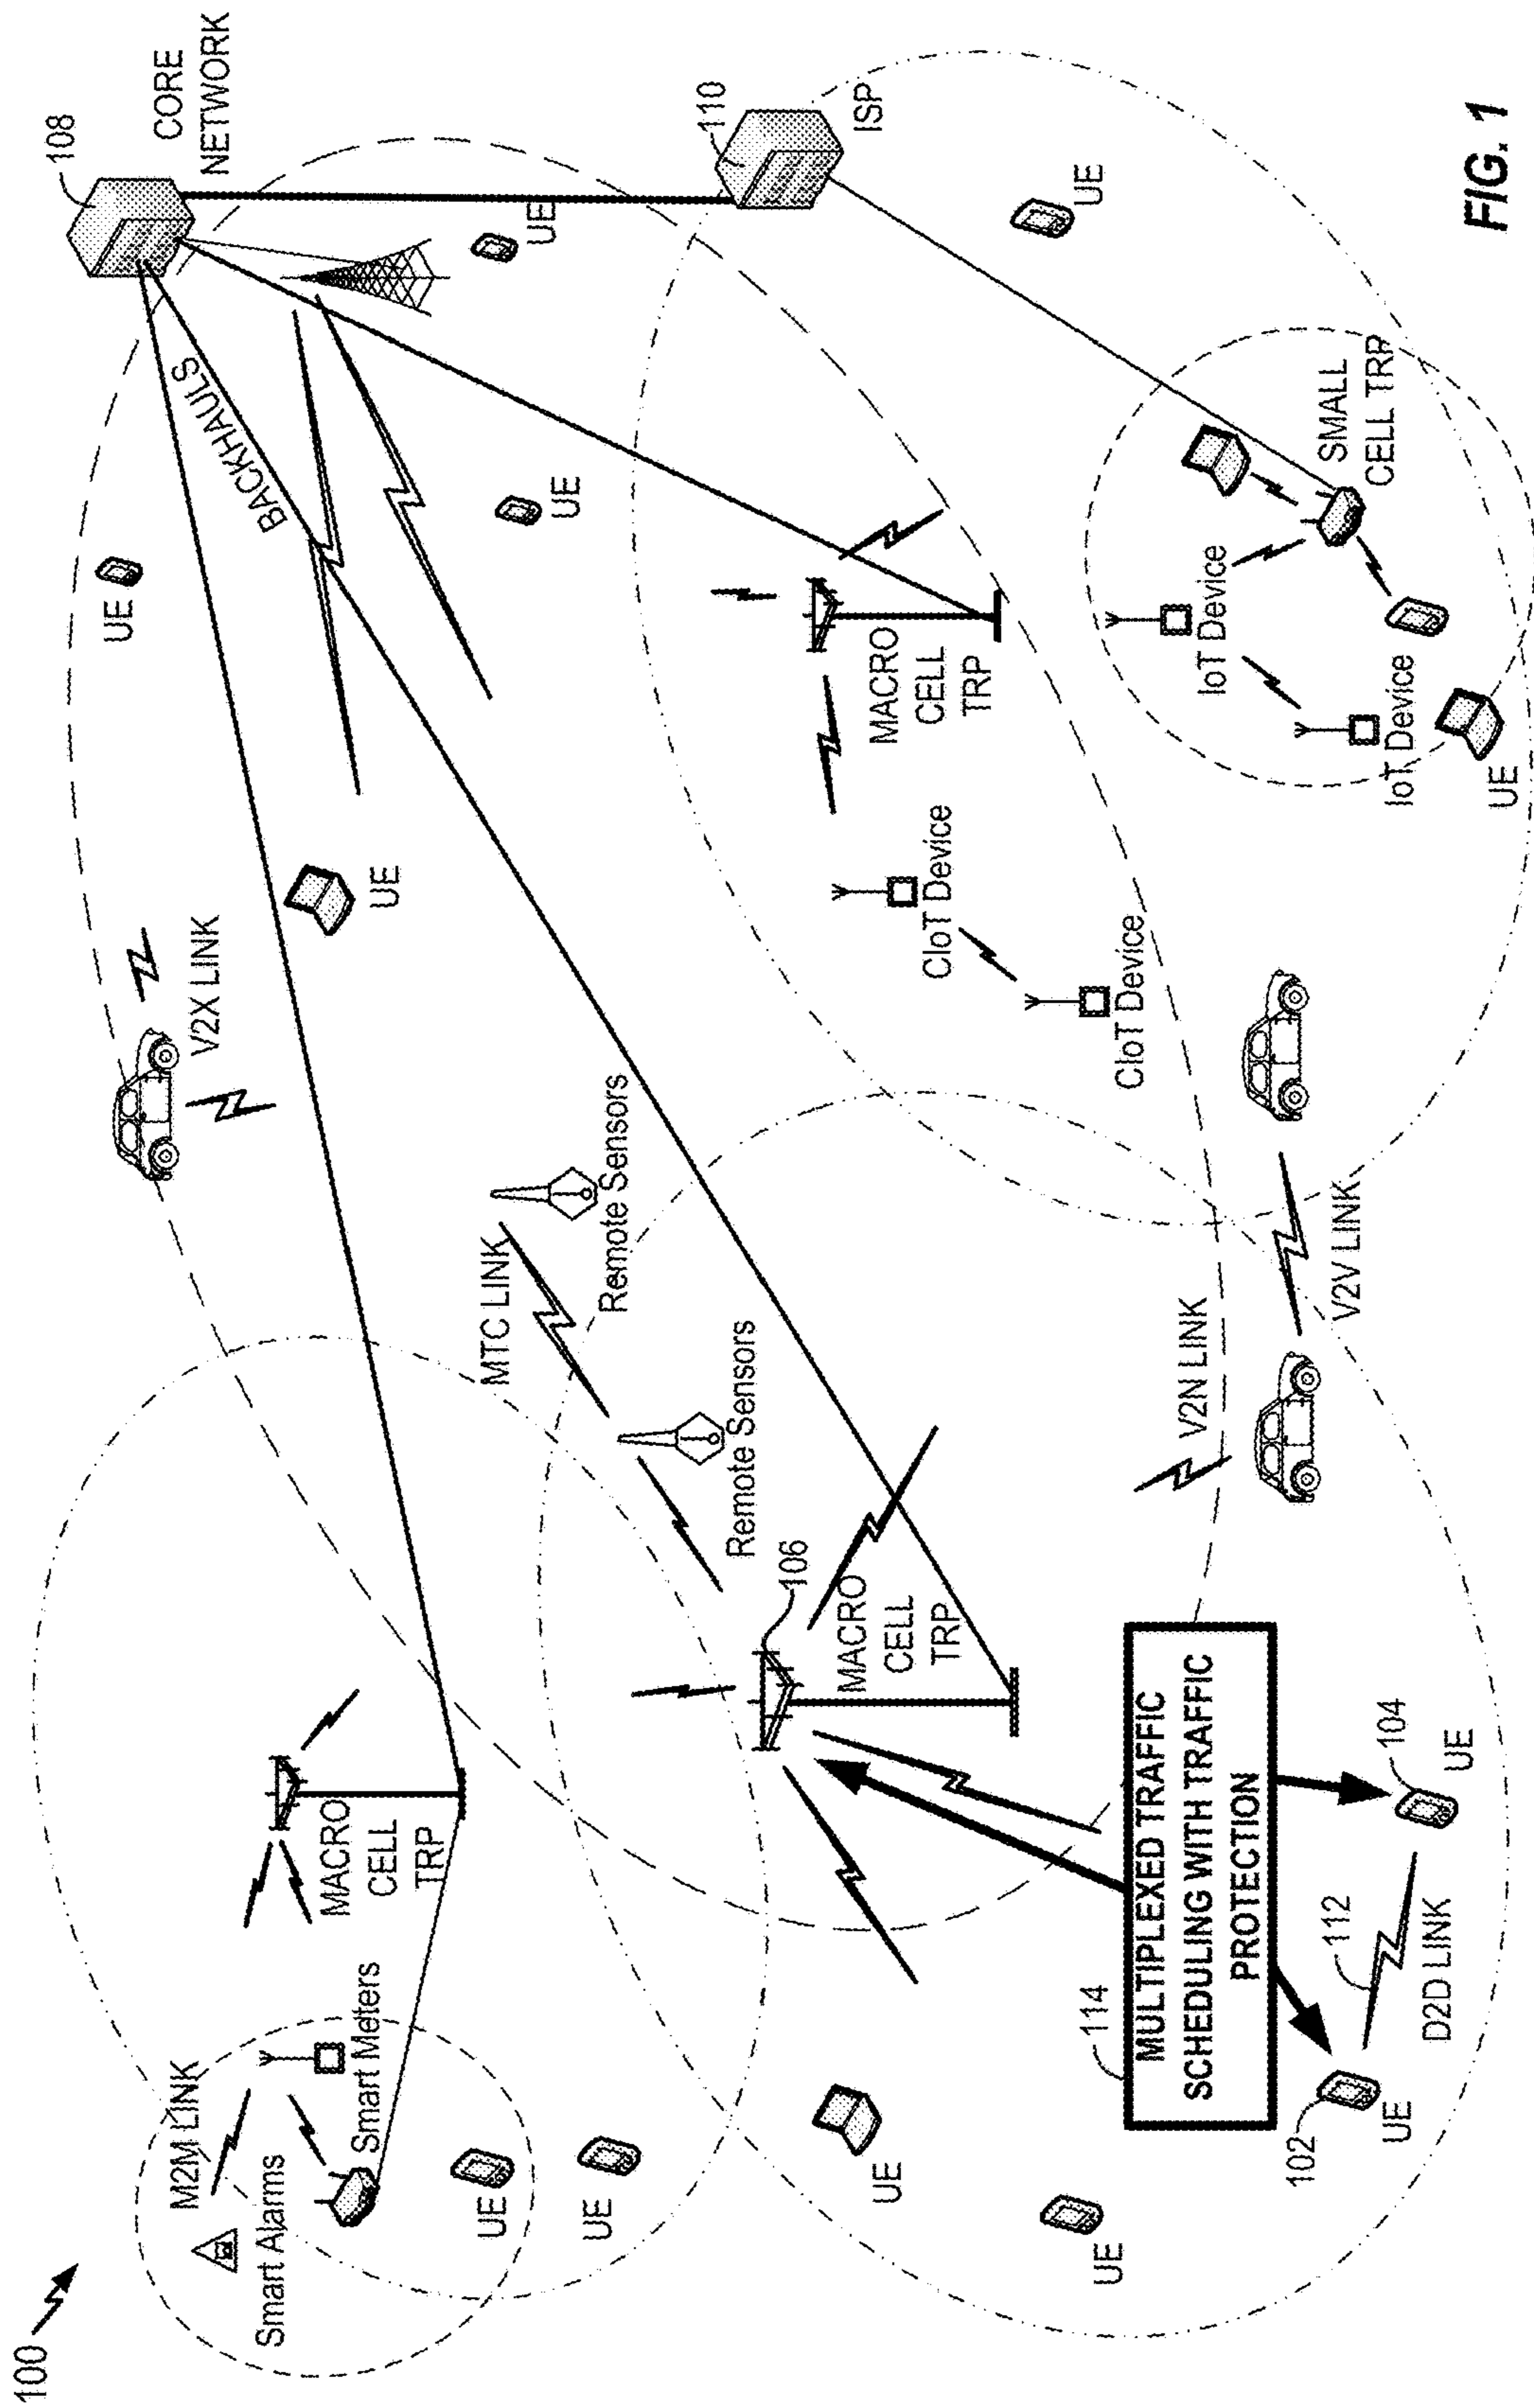 100
M2M LINK
Smart Alarms
Smart Meters
UE
UE
MACRO
CELL
TRP
V2X LINK
UE
UE
BACKHAULS
108
CORE
NETWORK
UE
UE
MTC LINK
Remote Sensors
Remote Sensors
106
MACRO
CELL
TRP
UE
UE
114
MULTIPLEXED TRAFFIC
SCHEDULING WITH TRAFFIC
PROTECTION
102
UE
112
D2D LINK
104
UE
V2N LINK
V2V LINK
CIoT Device
CIoT Device
MACRO
CELL
TRP
110
ISP
UE
IoT Device
IoT Device
SMALL
CELL TRP
UE
FIG. 1